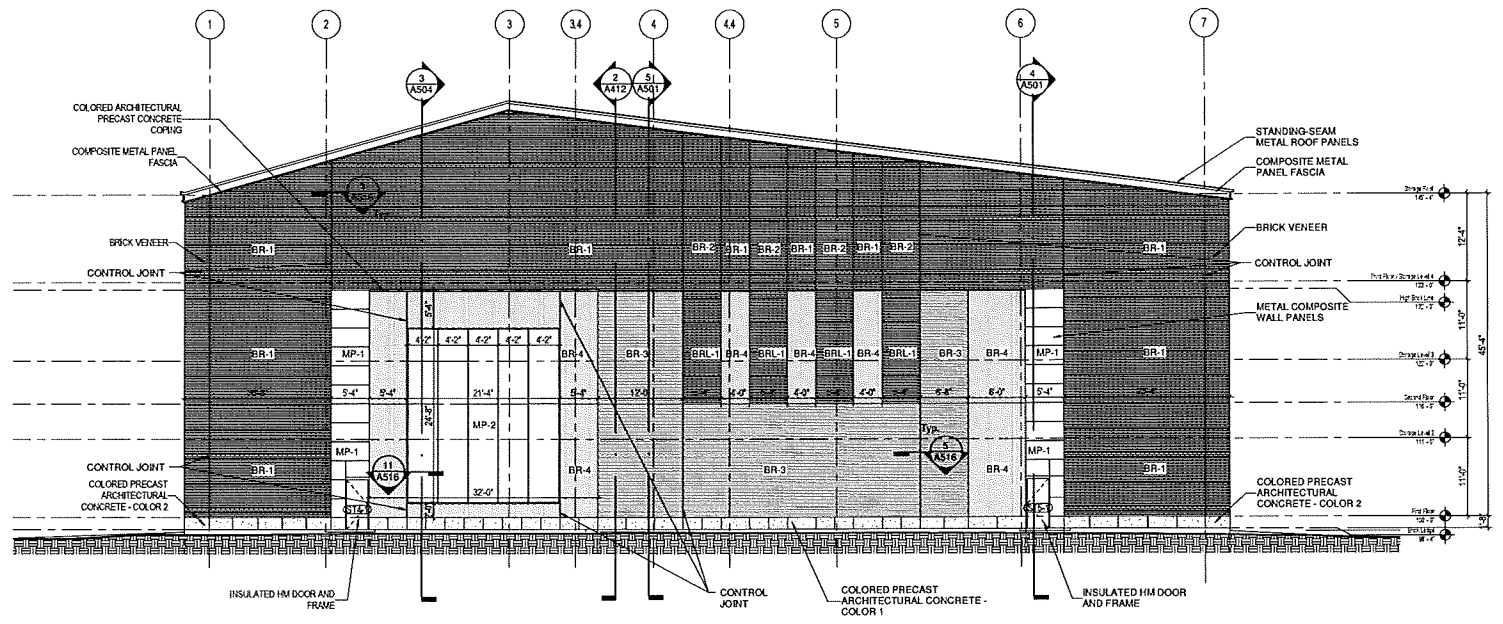 1 2 3 3.4 4 4.4 5 6 7
3
A504
2
A412
5
A501
4
A501
COLORED ARCHITECTURAL
PRECAST CONCRETE
COPING
COMPOSITE METAL PANEL
FASCIA
STANDING-SEAM
METAL ROOF PANELS
COMPOSITE METAL
PANEL FASCIA
A516
Typ.
Storage Roof
BRICK VENEER
BR-1 BR-1 BR-2 BR-1 BR-2 BR-1 BR-2 BR-1 BR-2 BR-1
BRICK VENEER
12'-4"
CONTROL JOINT
CONTROL JOINT
METAL COMPOSITE
WALL PANELS
5'-4"
4'-2" 4'-2" 4'-2" 4'-2" 4'-2"
BR-1 MP-1 BR-4 BR-3 BRL-1 BR-4 BRL-1 BR-4 BRL-1 BR-4 BRL-1 BR-3 BR-4 MP-1 BR-1
11'-0"
45'-4"
5'-4" 5'-4" 21'-4" 5'-4" 12'-0" 4'-0" 4'-0" 4'-0" 6'-8" 6'-0" 5'-4"
24'-8"
11'-0"
MP-2
Typ.
MP-1
5
A516
MP-1
BR-1 BR-4 BR-3 BR-4 BR-1
11
A516
11'-0"
CONTROL JOINT
COLORED PRECAST
ARCHITECTURAL
CONCRETE - COLOR 2
32'-0"
COLORED PRECAST
ARCHITECTURAL
CONCRETE - COLOR 2
First Floor
INSULATED HM DOOR AND
FRAME
CONTROL
JOINT
COLORED PRECAST
ARCHITECTURAL CONCRETE -
COLOR 1
INSULATED HM DOOR
AND FRAME